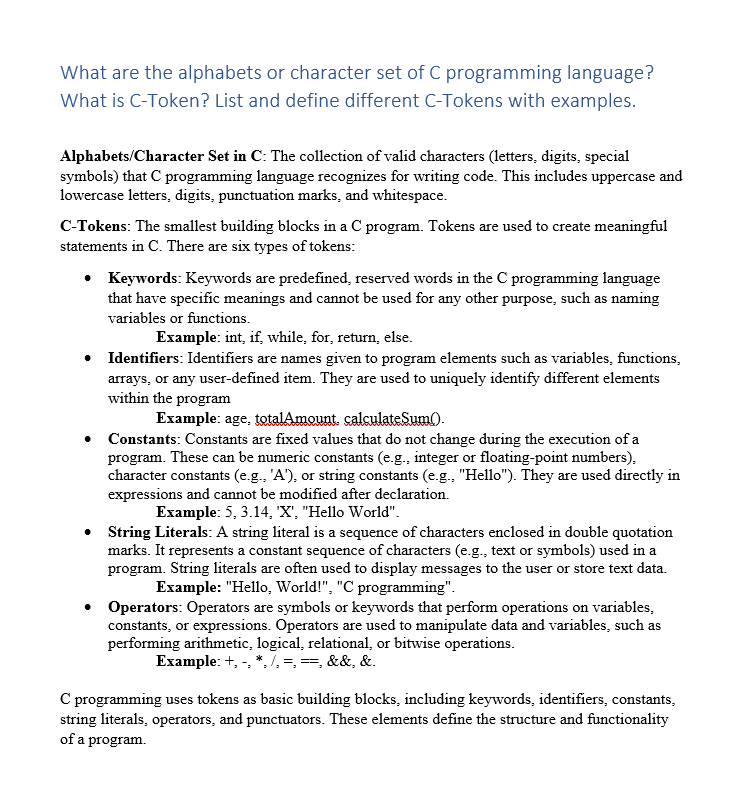 What are the alphabets or character set of C programming language?
What is C-Token? List and define different C-Tokens with examples.
Alphabets/Character Set in C: The collection of valid characters (letters, digits, special
symbols) that C programming language recognizes for writing code. This includes uppercase and
lowercase letters, digits, punctuation marks, and whitespace.
C-Tokens: The smallest building blocks in a C program. Tokens are used to create meaningful
statements in C. There are six types of tokens:
• Keywords: Keywords are predefined, reserved words in the C programming language
that have specific meanings and cannot be used for any other purpose, such as naming
variables or functions.
Example: int, if, while, for, return, else.
• Identifiers: Identifiers are names given to program elements such as variables, functions,
arrays, or any user-defined item. They are used to uniquely identify different elements
within the program
Example: age, totalAmount, calculateSum().
• Constants: Constants are fixed values that do not change during the execution of a
program. These can be numeric constants (e.g., integer or floating-point numbers),
character constants (e.g., 'A'), or string constants (e.g., "Hello"). They are used directly in
expressions and cannot be modified after declaration.
Example: 5, 3.14, 'X', "Hello World".
• String Literals: A string literal is a sequence of characters enclosed in double quotation
marks. It represents a constant sequence of characters (e.g., text or symbols) used in a
program. String literals are often used to display messages to the user or store text data.
Example: "Hello, World!", "C programming".
• Operators: Operators are symbols or keywords that perform operations on variables,
constants, or expressions. Operators are used to manipulate data and variables, such as
performing arithmetic, logical, relational, or bitwise operations.
Example: +, -, *, /, =, ==, &&, &.
C programming uses tokens as basic building blocks, including keywords, identifiers, constants,
string literals, operators, and punctuators. These elements define the structure and functionality
of a program.